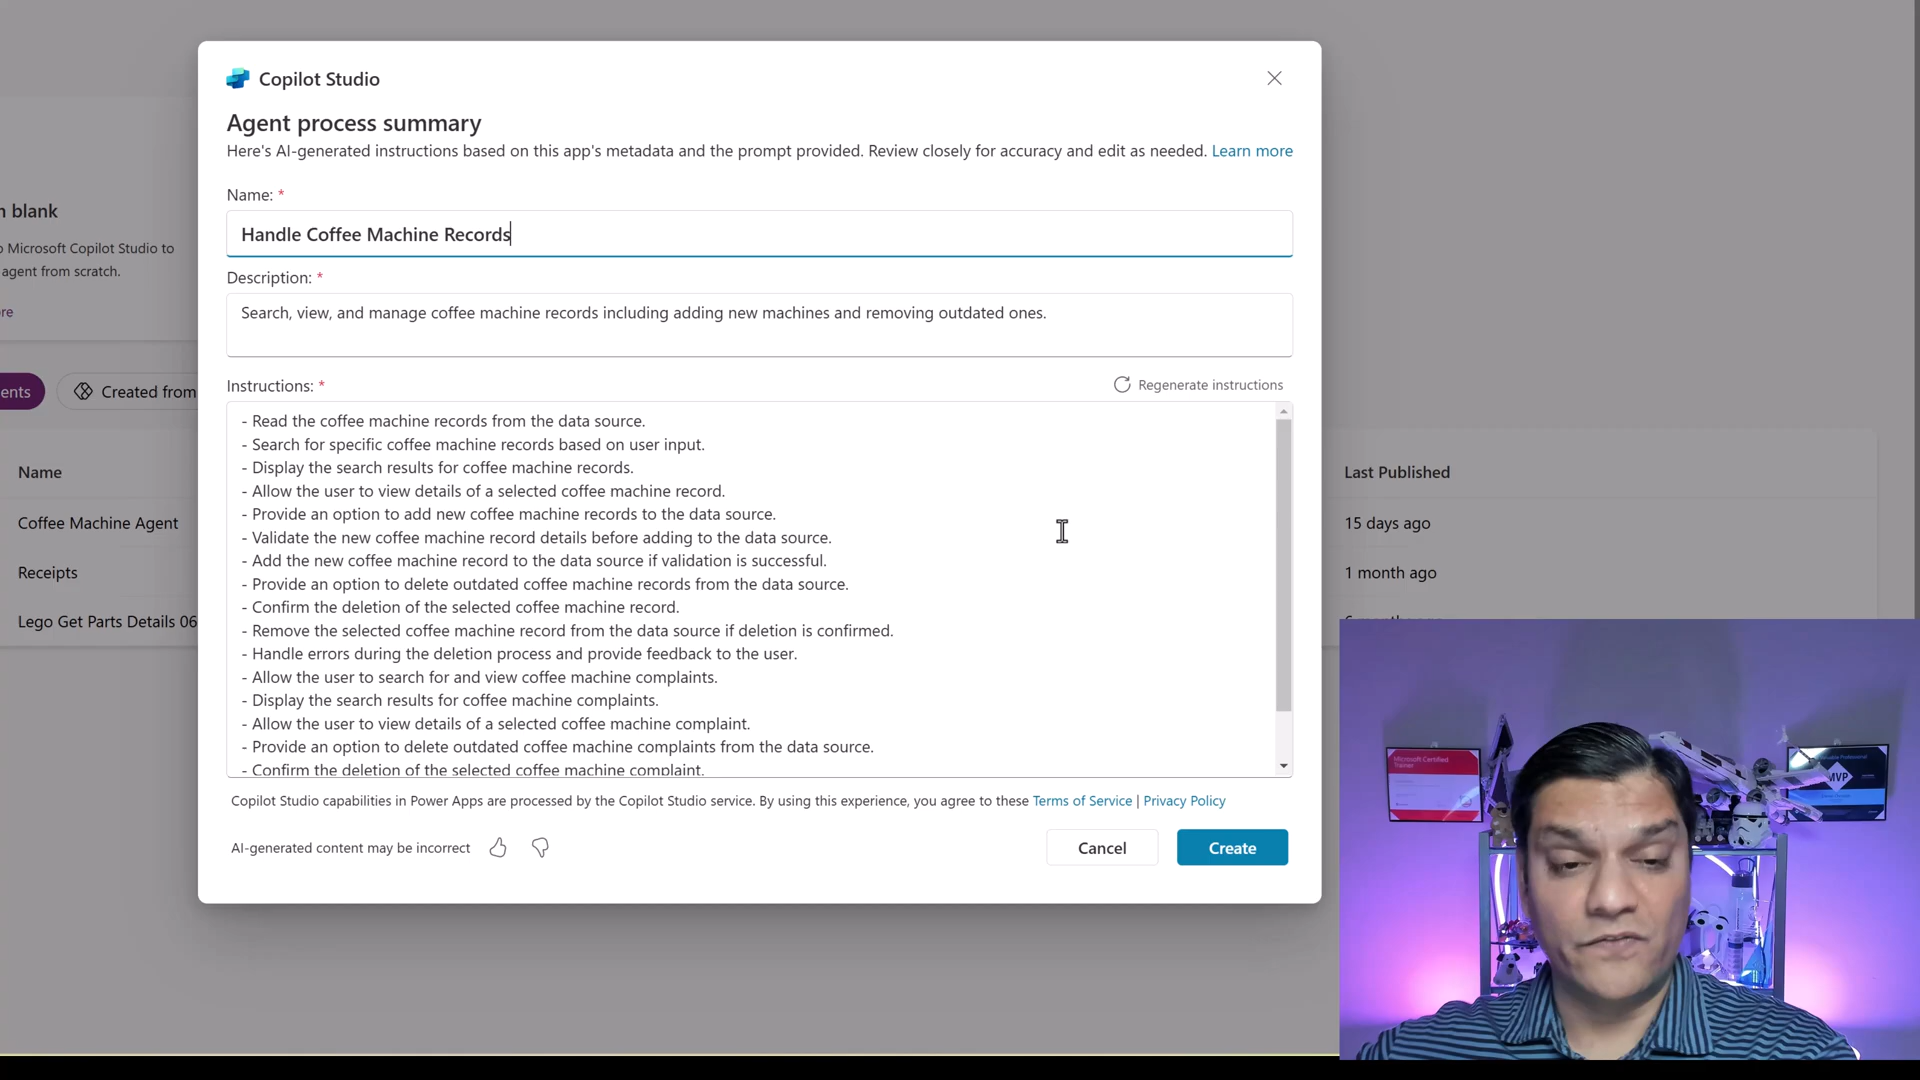 Copilot Studio
Agent process summary
Here's AI-generated instructions based on this app's metadata and the prompt provided. Review closely for accuracy and edit as needed. Learn more
Name: *
Handle Coffee Machine Records
Description: *
Search, view, and manage coffee machine records including adding new machines and removing outdated ones.
Instructions: *
Regenerate instructions
- Read the coffee machine records from the data source.
- Search for specific coffee machine records based on user input.
- Display the search results for coffee machine records.
- Allow the user to view details of a selected coffee machine record.
- Provide an option to add new coffee machine records to the data source.
- Validate the new coffee machine record details before adding to the data source.
- Add the new coffee machine record to the data source if validation is successful.
- Provide an option to delete outdated coffee machine records from the data source.
- Confirm the deletion of the selected coffee machine record.
- Remove the selected coffee machine record from the data source if deletion is confirmed.
- Handle errors during the deletion process and provide feedback to the user.
- Allow the user to search for and view coffee machine complaints.
- Display the search results for coffee machine complaints.
- Allow the user to view details of a selected coffee machine complaint.
- Provide an option to delete outdated coffee machine complaints from the data source.
- Confirm the deletion of the selected coffee machine complaint.
Copilot Studio capabilities in Power Apps are processed by the Copilot Studio service. By using this experience, you agree to these Terms of Service | Privacy Policy
AI-generated content may be incorrect
Cancel
Create
n blank
o Microsoft Copilot Studio to
agent from scratch.
re
ents
Created from
Name
Last Published
Coffee Machine Agent
15 days ago
Receipts
1 month ago
Lego Get Parts Details 06
Microsoft Certified
Trainer
MVP